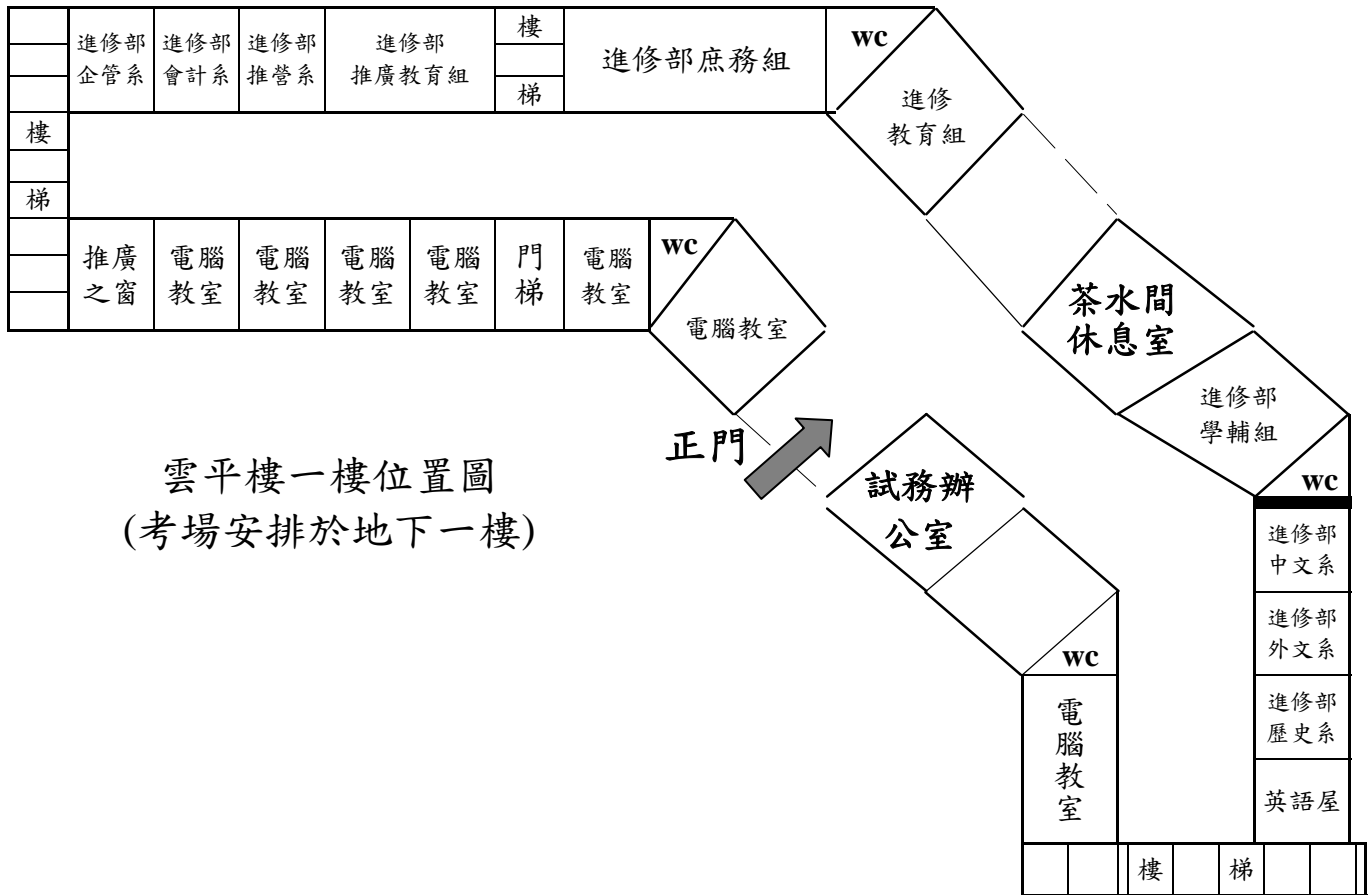 進修部
企管系
進修部
會計系
進修部
推營系
進修部
推廣教育組
樓
梯
進修部庶務組
wc
進修
教育組
樓
梯
推廣
之窗
電腦
教室
電腦
教室
電腦
教室
電腦
教室
門
梯
電腦
教室
wc
電腦教室
茶水間
休息室
進修部
學輔組
wc
正門
試務辦
公室
雲平樓一樓位置圖
(考場安排於地下一樓)
進修部
中文系
進修部
外文系
進修部
歷史系
英語屋
wc
電
腦
教
室
樓
梯